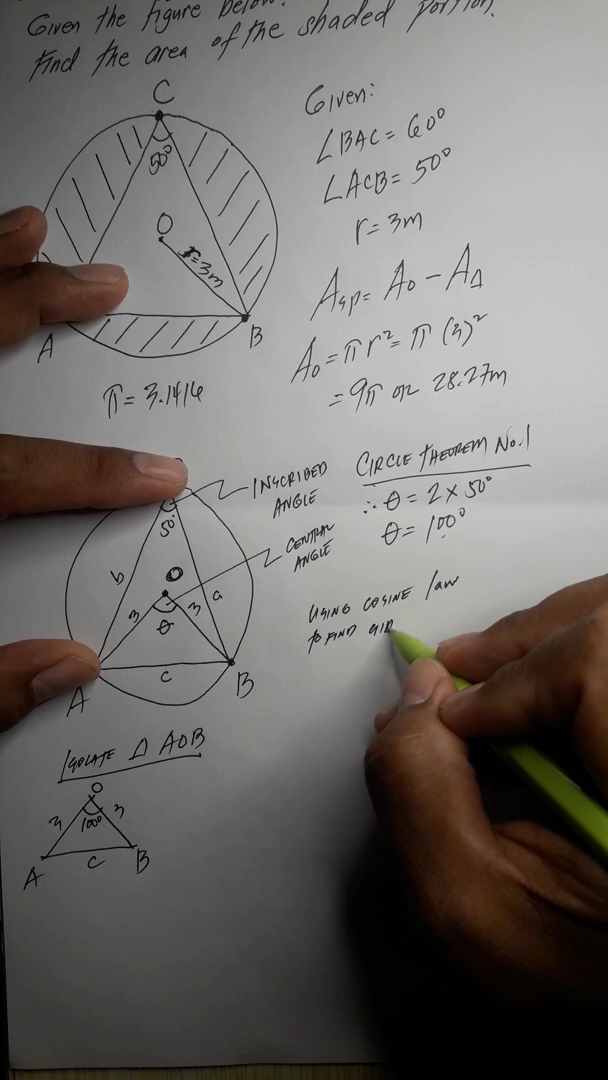 Given the figure below.
Find the area of the shaded portion.
C
50°
O
r=3m
A
B
π = 3.1416
Given:
∠BAC = 60°
∠ACB = 50°
r = 3m
Asp = A○ - A△
A○ = πr² = π (3)²
= 9π or 28.27m
INSCRIBED
ANGLE
CENTRAL
ANGLE
50°
b
O
a
3
3
θ
c
A
B
CIRCLE THEOREM No.1
∴ θ = 2 x 50°
θ = 100°
USING COSINE law
TO FIND
ISOLATE △ AOB
O
3
100°
3
A
c
B